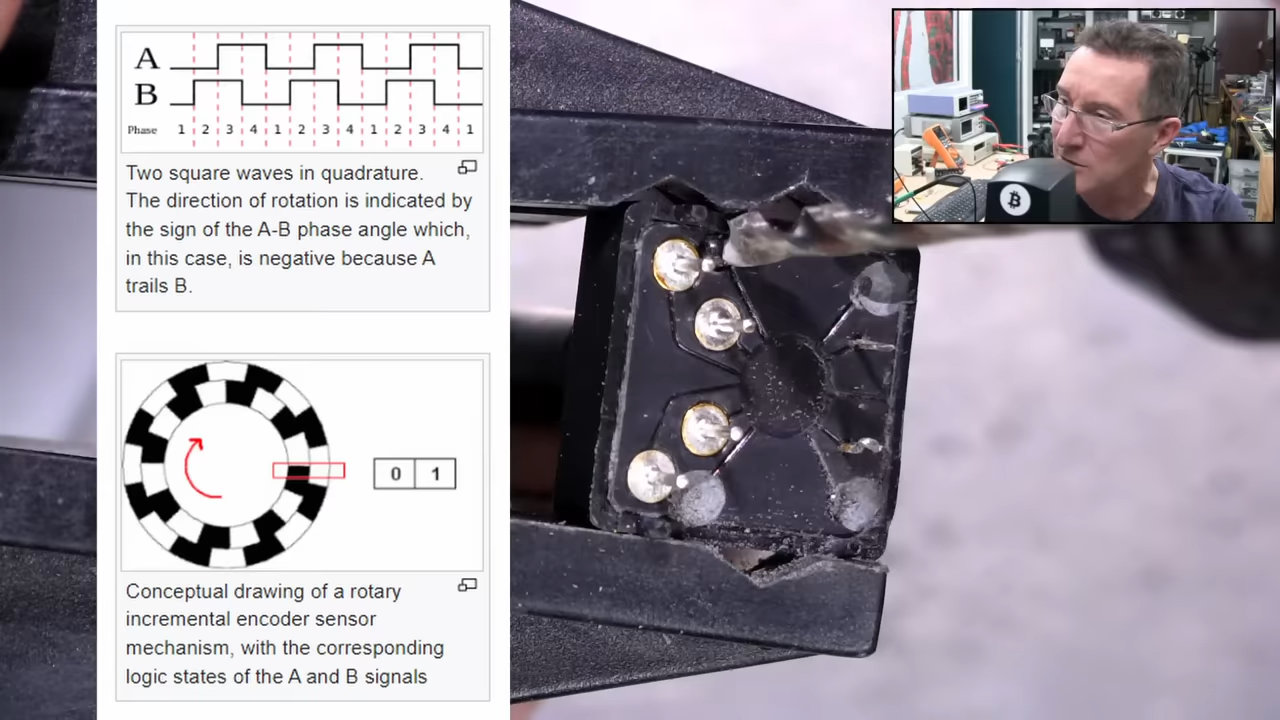 A
B
Phase 1 2 3 4 1 2 3 4 1 2 3 4 1
Two square waves in quadrature.
The direction of rotation is indicated by
the sign of the A-B phase angle which,
in this case, is negative because A
trails B.
0 1
Conceptual drawing of a rotary
incremental encoder sensor
mechanism, with the corresponding
logic states of the A and B signals